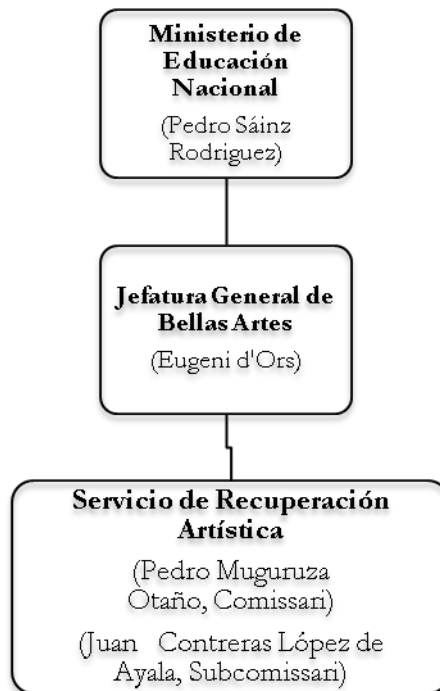 Ministerio de
Educación
Nacional
(Pedro Sáinz
Rodriguez)
Jefatura General de
Bellas Artes
(Eugeni d'Ors)
Servicio de Recuperación
Artística
(Pedro Muguruza
Otaño, Comissari)
(Juan Contreras López de
Ayala, Subcomissari)